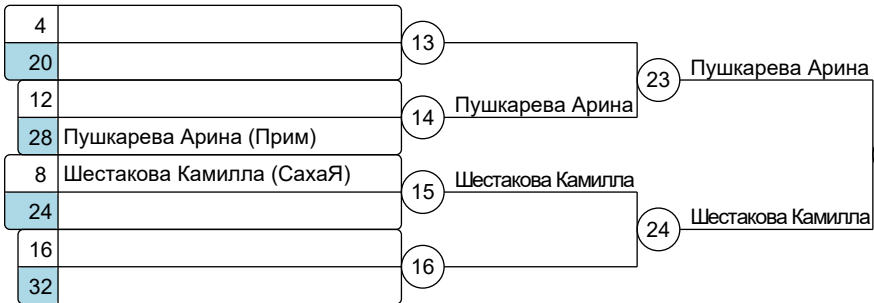 4
13
20
23 Пушкарева Арина
12
14 Пушкарева Арина
28 Пушкарева Арина (Прим)
8 Шестакова Камилла (СахаЯ)
15 Шестакова Камилла
24
24 Шестакова Камилла
16
16
32